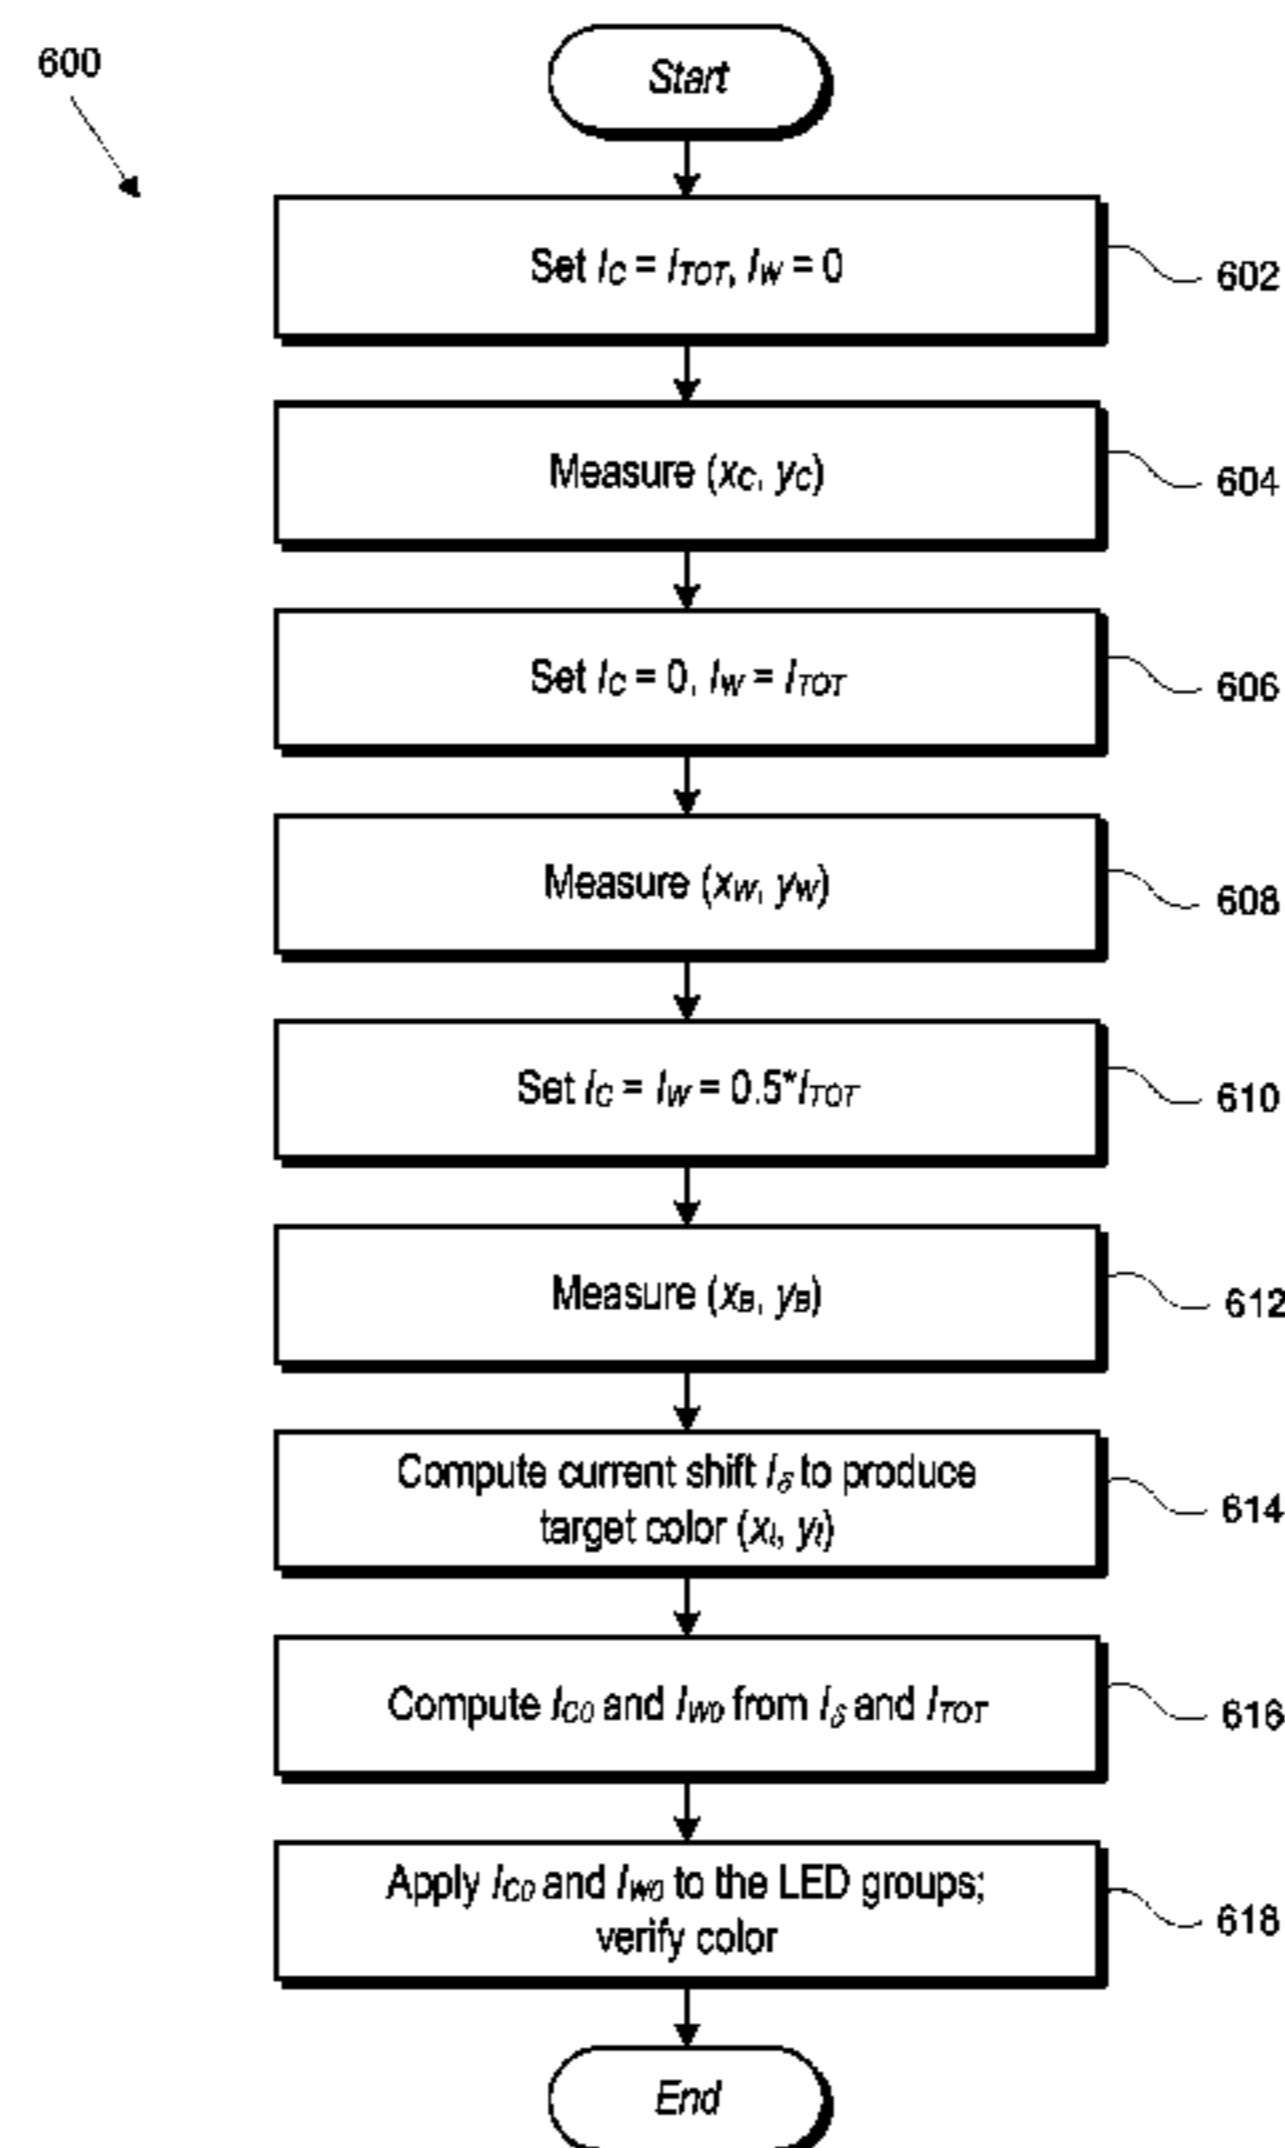 600
Start
Set IC = ITOT, IW = 0
602
Measure (xC, yC)
604
Set IC = 0, IW = ITOT
606
Measure (xW, yW)
608
Set IC = IW = 0.5*ITOT
610
Measure (xB, yB)
612
Compute current shift Iδ to produce
target color (xt, yt)
614
Compute IC0 and IW0 from Iδ and ITOT
616
Apply IC0 and IW0 to the LED groups;
verify color
618
End